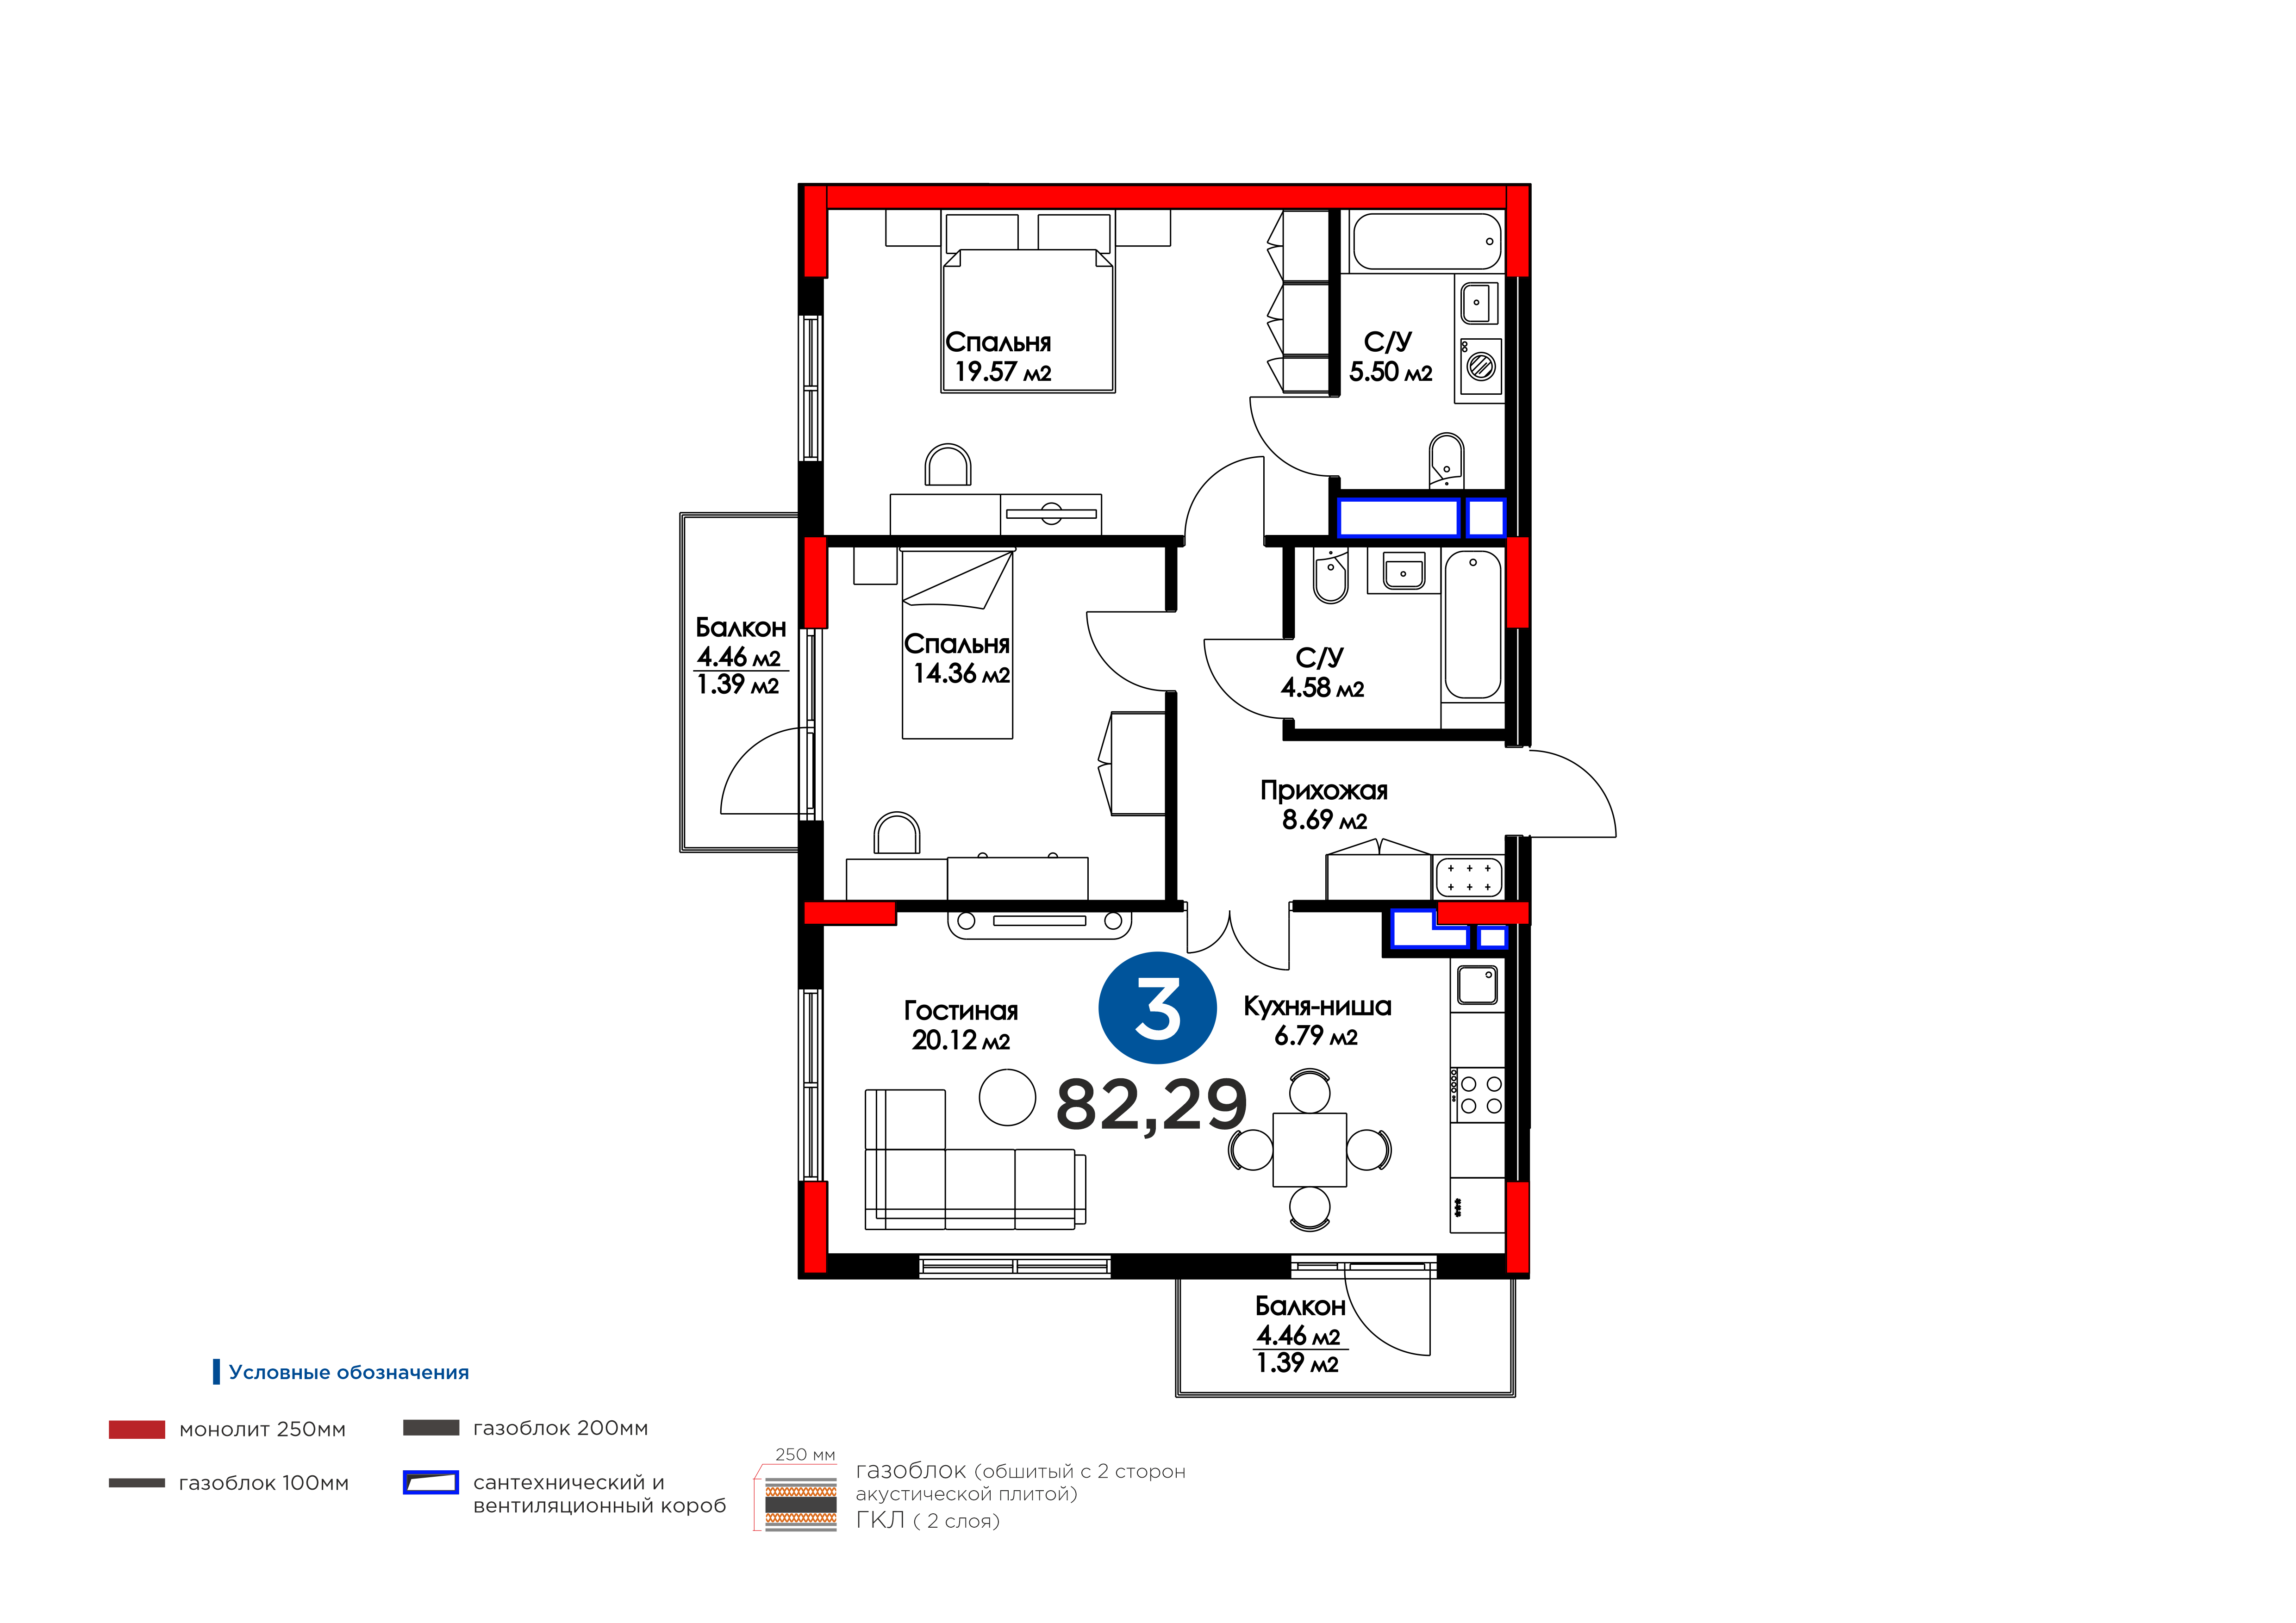 Спальня
19.57 м2
С/У
5.50 м2
Балкон
4.46 м2
1.39 м2
Спальня
14.36 м2
С/У
4.58 м2
Прихожая
8.69 м2
Гостиная
20.12 м2
3
82,29
Кухня-ниша
6.79 м2
Балкон
4.46 м2
1.39 м2
Условные обозначения
монолит 250мм
газоблок 200мм
газоблок 100мм
сантехнический и
вентиляционный короб
250 мм
газоблок (обшитый с 2 сторон
акустической плитой)
ГКЛ ( 2 слоя)